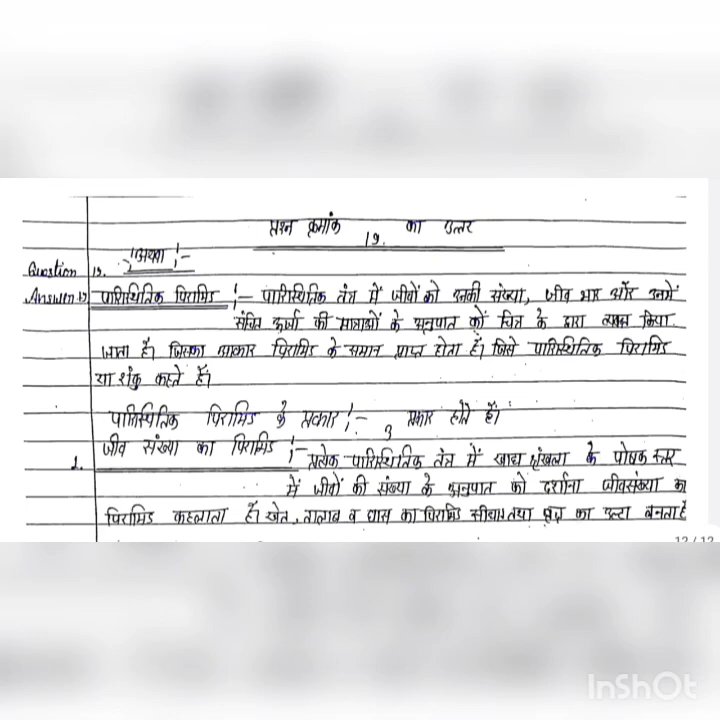 प्रश्न क्रमांक 19. का उत्तर
Question 19. अथवा :-
Answer.19 पारिस्थितिक पिरामिड :- पारिस्थितिक तंत्र में जीवों को उनकी संख्या, जीव भार और उनमें
संचित ऊर्जा की मात्राओं के अनुपात को चित्र के द्वारा व्यक्त किया
जाता है। जिसका आकार पिरामिड के समान प्राप्त होता है। जिसे पारिस्थितिक पिरामिड
या शंकु कहते हैं।
पारिस्थितिक पिरामिड के प्रकार :- 3 प्रकार होते हैं।
1. जीव संख्या का पिरामिड :- प्रत्येक पारिस्थितिक तंत्र में खाद्य श्रृंखला के पोषक स्तर
में जीवों की संख्या के अनुपात को दर्शाना जीवसंख्या का
पिरामिड कहलाता है। खेत, तालाब व घास का पिरामिड सीधा तथा वृक्ष का उल्टा बनता है
12 / 12
InShOt